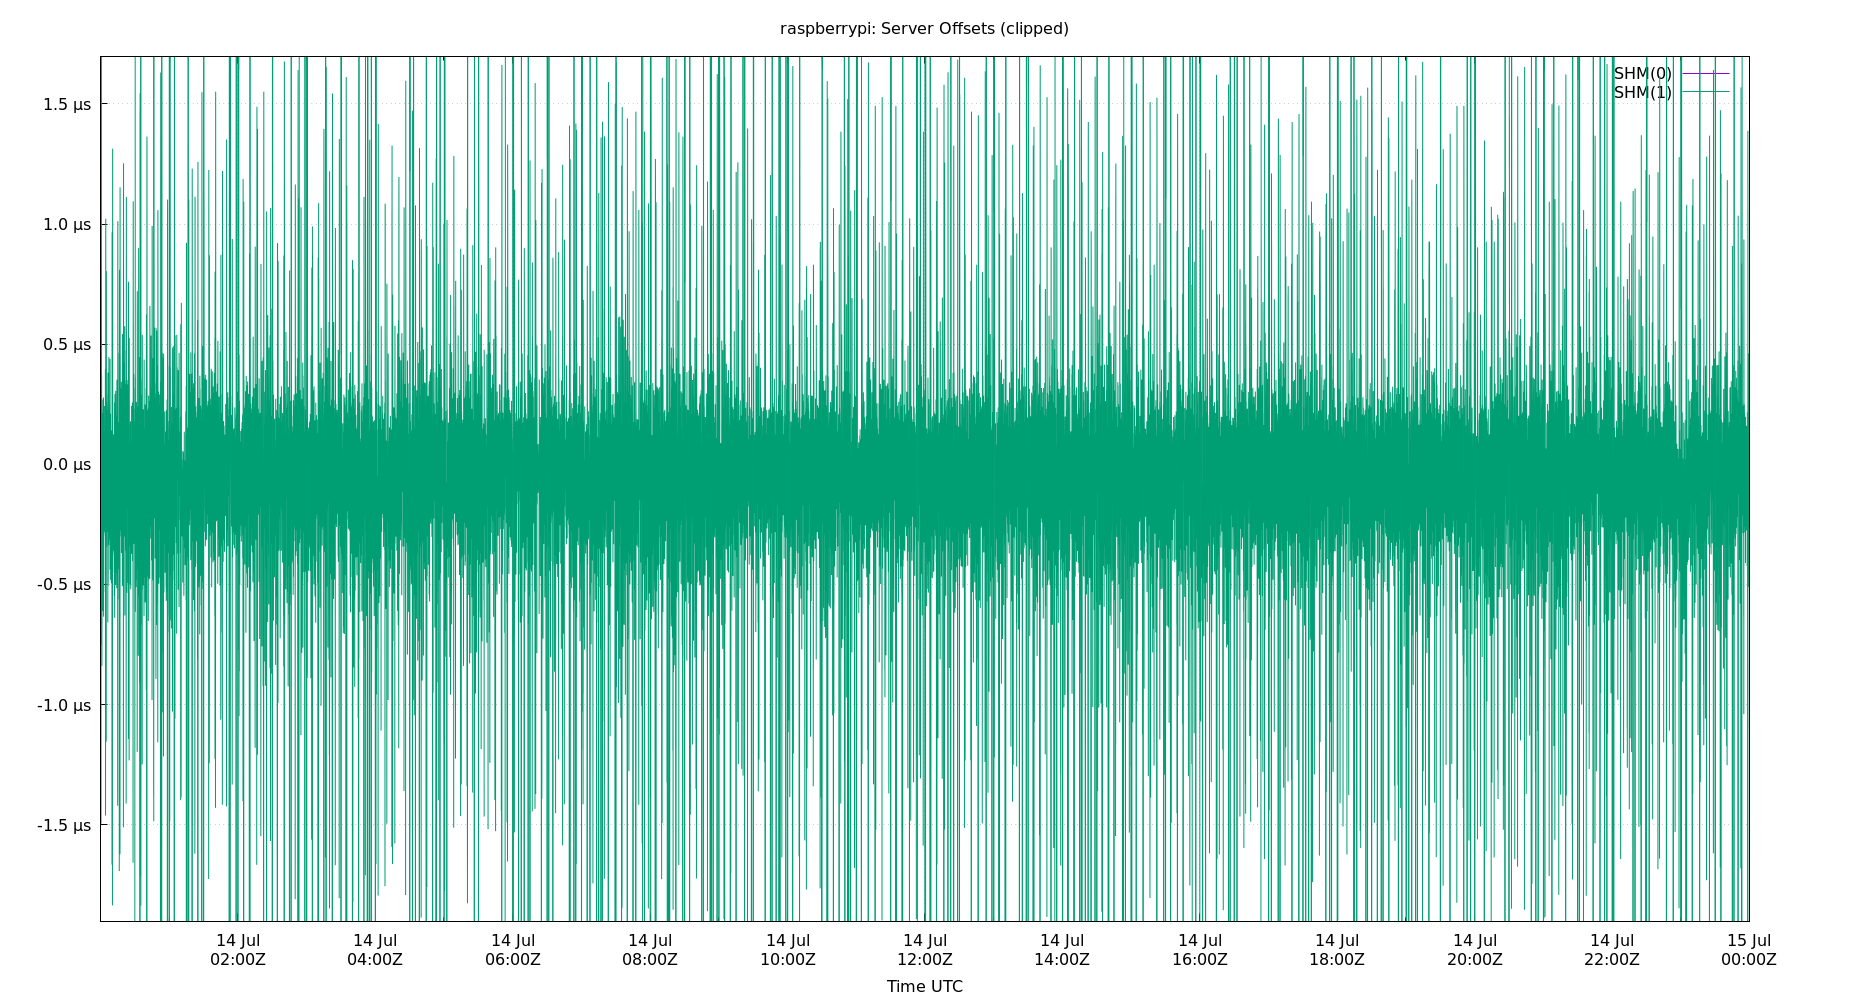 raspberrypi: Server Offsets (clipped)
SHM(0)
SHM(1)
1.5 µs
1.0 µs
0.5 µs
0.0 µs
-0.5 µs
-1.0 µs
-1.5 µs
14 Jul 14 Jul 14 Jul 14 Jul 14 Jul 14 Jul 14 Jul 14 Jul 14 Jul 14 Jul 14 Jul 15 Jul
02:00Z 04:00Z 06:00Z 08:00Z 10:00Z 12:00Z 14:00Z 16:00Z 18:00Z 20:00Z 22:00Z 00:00Z
Time UTC